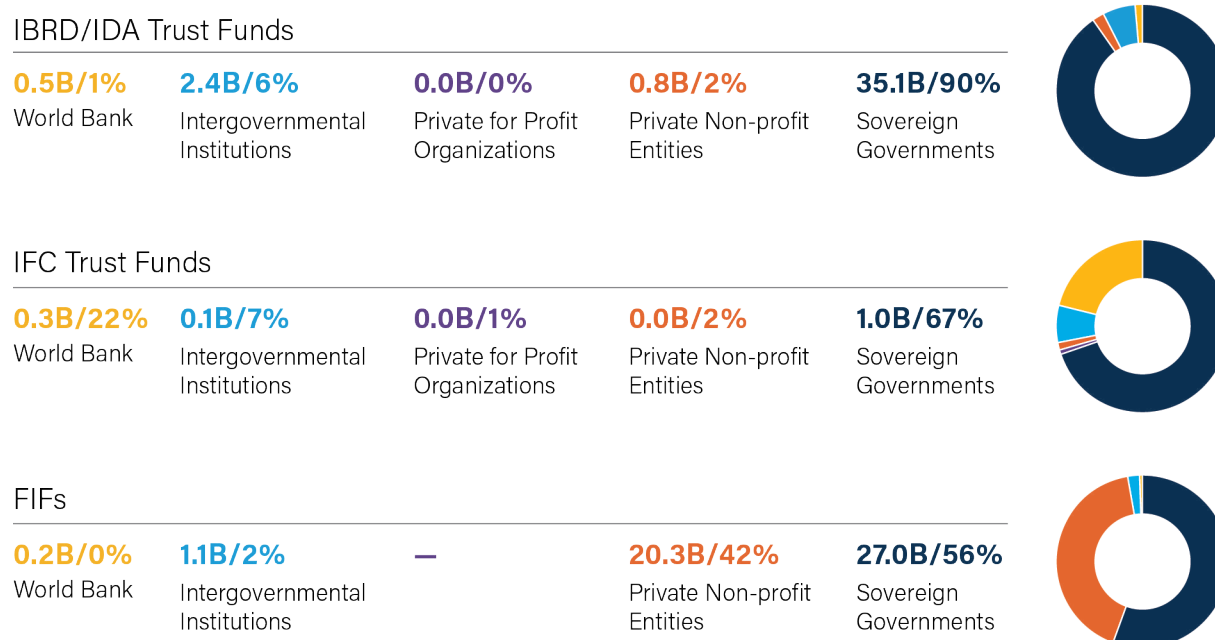 IBRD/IDA Trust Funds
0.5B/1% 2.4B/6% 0.0B/0% 0.8B/2% 35.1B/90%
World Bank Intergovernmental Private for Profit Private Non-profit Sovereign
Institutions Organizations Entities Governments
IFC Trust Funds
0.3B/22% 0.1B/7% 0.0B/1% 0.0B/2% 1.0B/67%
World Bank Intergovernmental Private for Profit Private Non-profit Sovereign
Institutions Organizations Entities Governments
FIFs
0.2B/0% 1.1B/2% — 20.3B/42% 27.0B/56%
World Bank Intergovernmental Private Non-profit Sovereign
Institutions Entities Governments